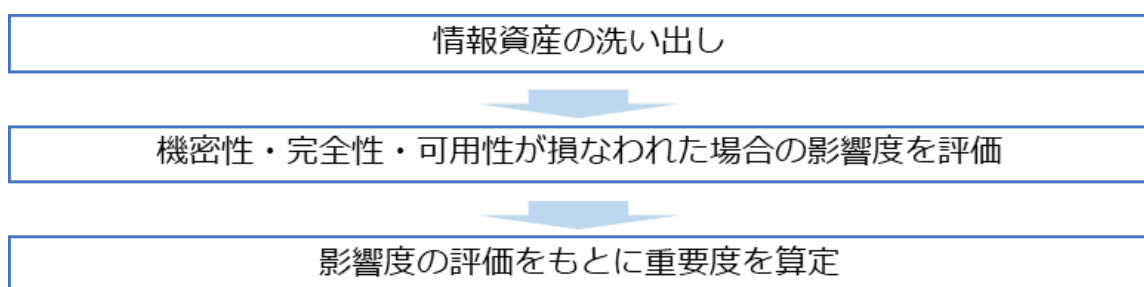 情報資産の洗い出し
機密性・完全性・可用性が損なわれた場合の影響度を評価
影響度の評価をもとに重要度を算定